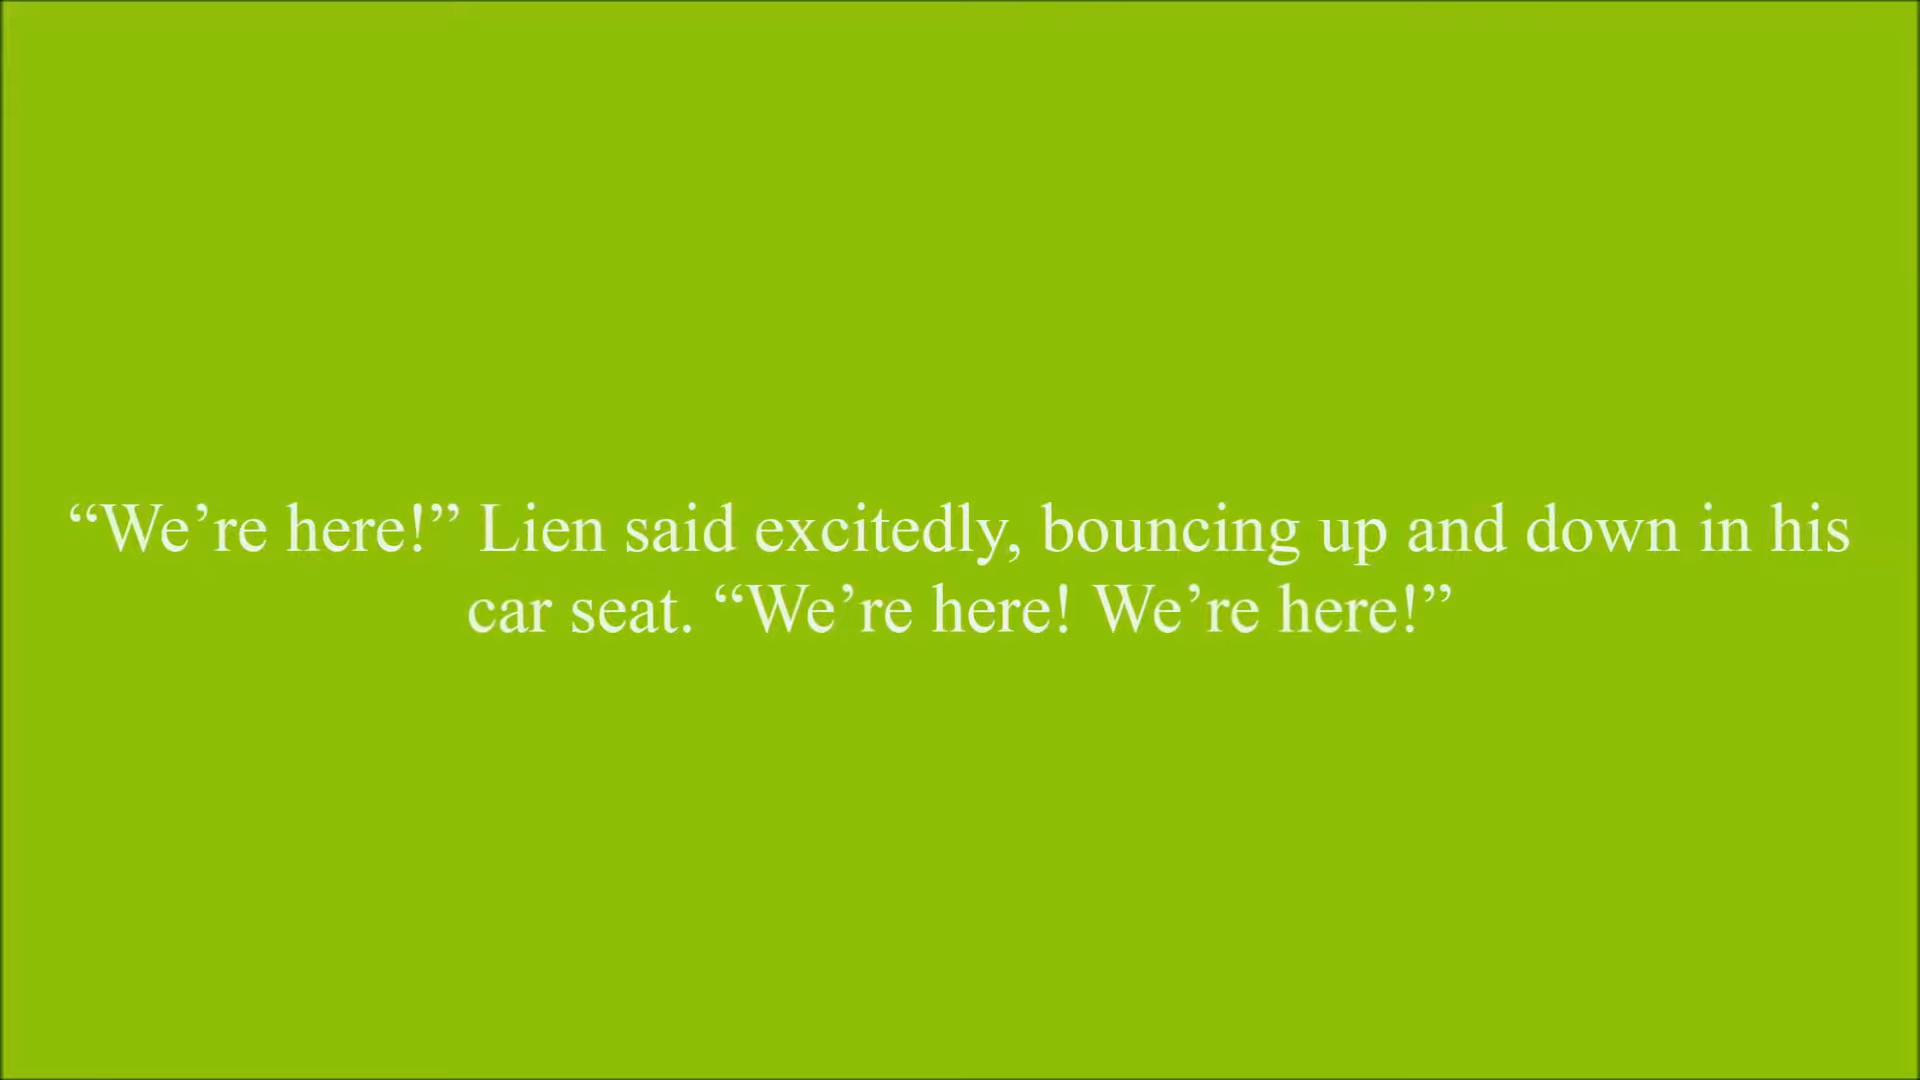 “We’re here!” Lien said excitedly, bouncing up and down in his
car seat. “We’re here! We’re here!”